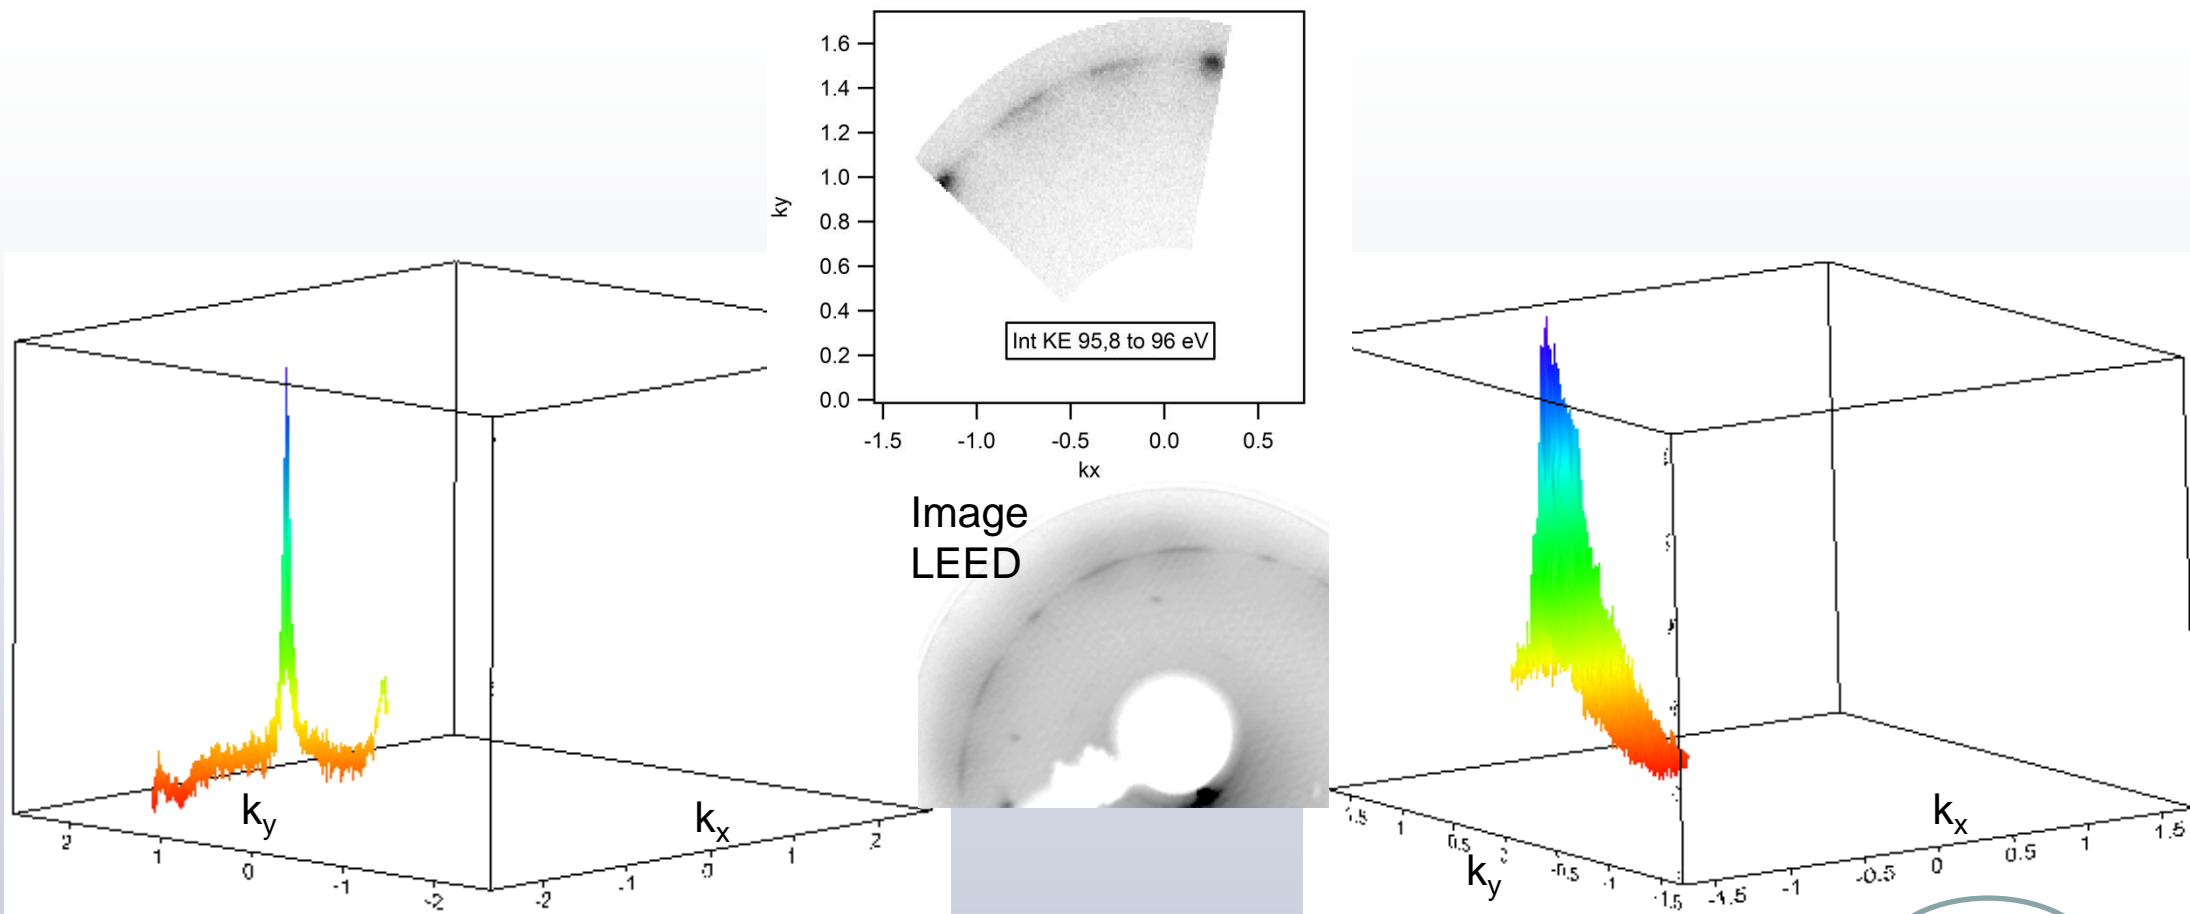 1.6
1.4
1.2
1.0
0.8
0.6
0.4
0.2
0.0
ky
-1.5 -1.0 -0.5 0.0 0.5
kx
Int KE 95,8 to 96 eV
Image
LEED
ky
kx
2 1 0 -1 -2
-2 -1 0 1 2
ky
kx
1.5 1 0.5 -0.5 -1 -1.5
-1.5 -1 -0.5 0 0.5 1 1.5